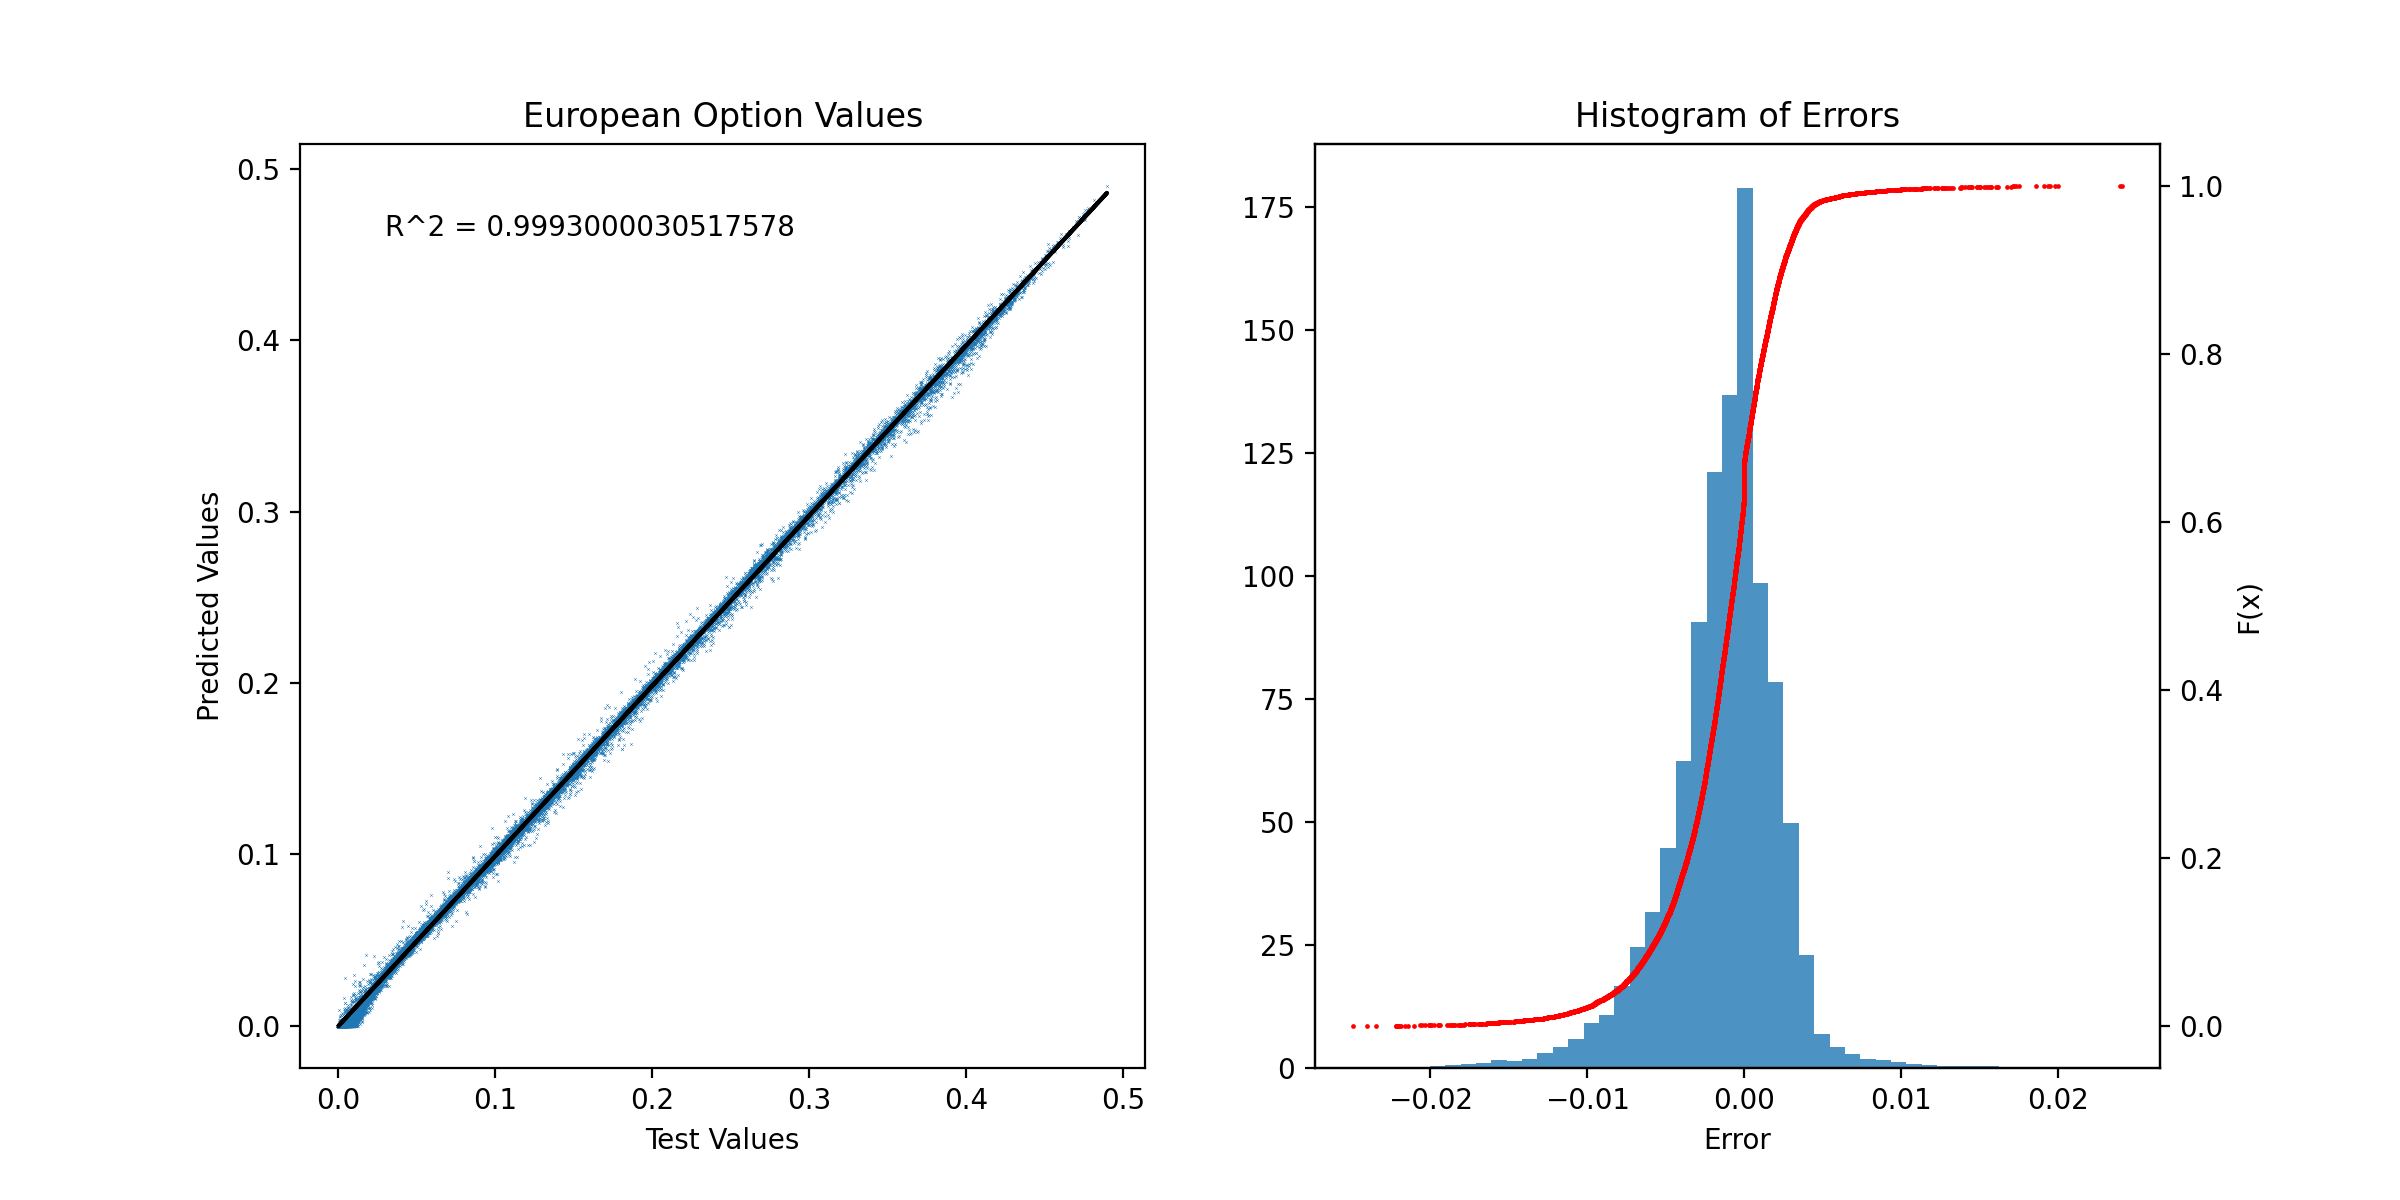 European Option Values
R^2 = 0.9993000030517578
0.5
0.4
0.3
0.2
0.1
0.0
Predicted Values
0.0 0.1 0.2 0.3 0.4 0.5
Test Values
Histogram of Errors
175
150
125
100
75
50
25
0
−0.02 −0.01 0.00 0.01 0.02
Error
1.0
0.8
0.6
0.4
0.2
0.0
F(x)